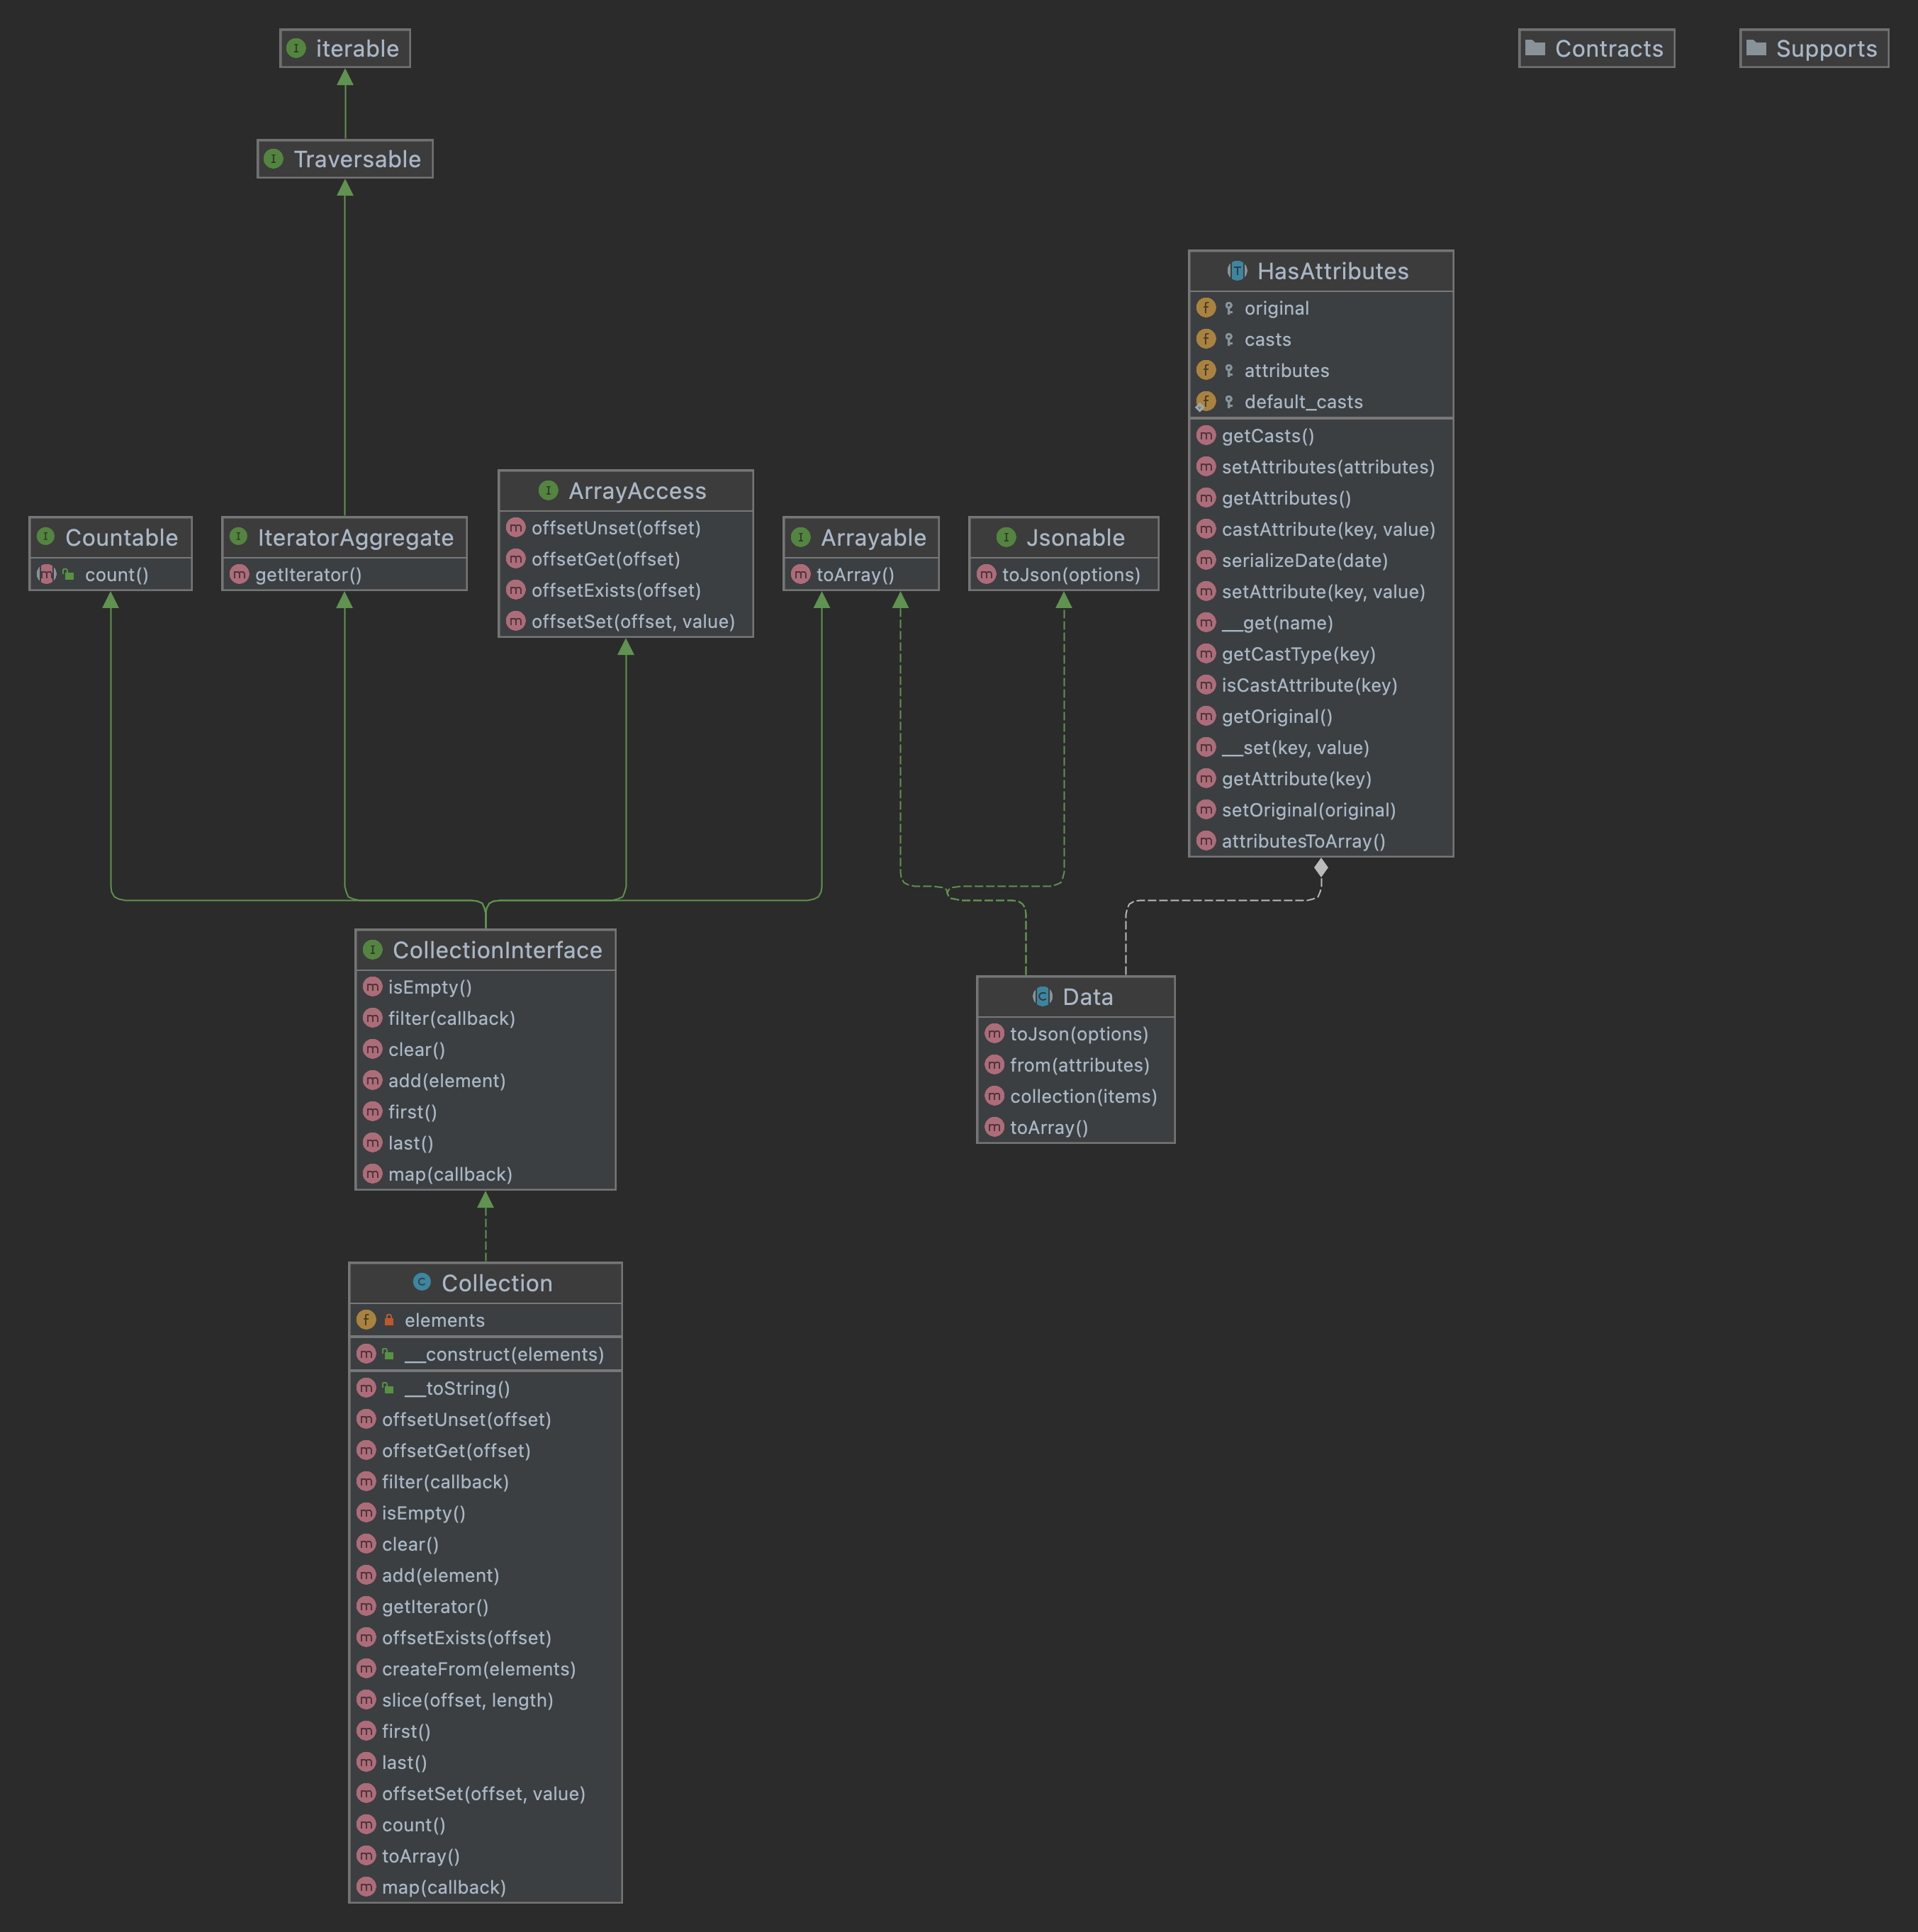 iterable
Contracts
Supports
Traversable
HasAttributes
original
casts
attributes
default_casts
getCasts()
setAttributes(attributes)
getAttributes()
castAttribute(key, value)
serializeDate(date)
setAttribute(key, value)
__get(name)
getCastType(key)
isCastAttribute(key)
getOriginal()
__set(key, value)
getAttribute(key)
setOriginal(original)
attributesToArray()
Countable
count()
IteratorAggregate
getIterator()
ArrayAccess
offsetUnset(offset)
offsetGet(offset)
offsetExists(offset)
offsetSet(offset, value)
Arrayable
toArray()
Jsonable
toJson(options)
CollectionInterface
isEmpty()
filter(callback)
clear()
add(element)
first()
last()
map(callback)
Data
toJson(options)
from(attributes)
collection(items)
toArray()
Collection
elements
__construct(elements)
__toString()
offsetUnset(offset)
offsetGet(offset)
filter(callback)
isEmpty()
clear()
add(element)
getIterator()
offsetExists(offset)
createFrom(elements)
slice(offset, length)
first()
last()
offsetSet(offset, value)
count()
toArray()
map(callback)